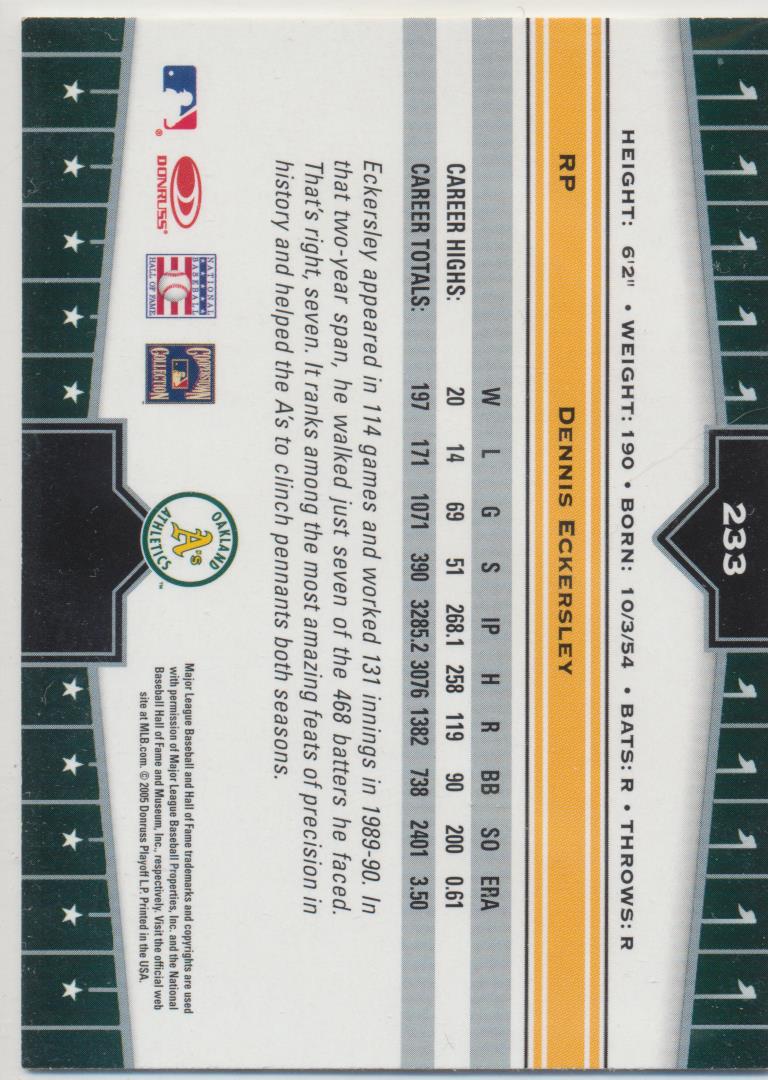 233
HEIGHT: 6'2" • WEIGHT: 190 • BORN: 10/3/54 • BATS: R • THROWS: R
RP DENNIS ECKERSLEY
W L G S IP H R BB SO ERA
CAREER HIGHS: 20 14 69 51 268.1 258 119 90 200 0.61
CAREER TOTALS: 197 171 1071 390 3285.2 3076 1382 738 2401 3.50
Eckersley appeared in 114 games and worked 131 innings in 1989-90. In
that two-year span, he walked just seven of the 468 batters he faced.
That's right, seven. It ranks among the most amazing feats of precision in
history and helped the A's to clinch pennants both seasons.
®
DONRUSS®
NATIONAL
BASEBALL
HALL OF FAME
COOPERSTOWN
COLLECTION
OAKLAND
A's
ATHLETICS
™
Major League Baseball and Hall of Fame trademarks and copyrights are used
with permission of Major League Baseball Properties, Inc. and the National
Baseball Hall of Fame and Museum, Inc., respectively. Visit the official web
site at MLB.com. © 2005 Donruss Playoff L.P. Printed in the USA.